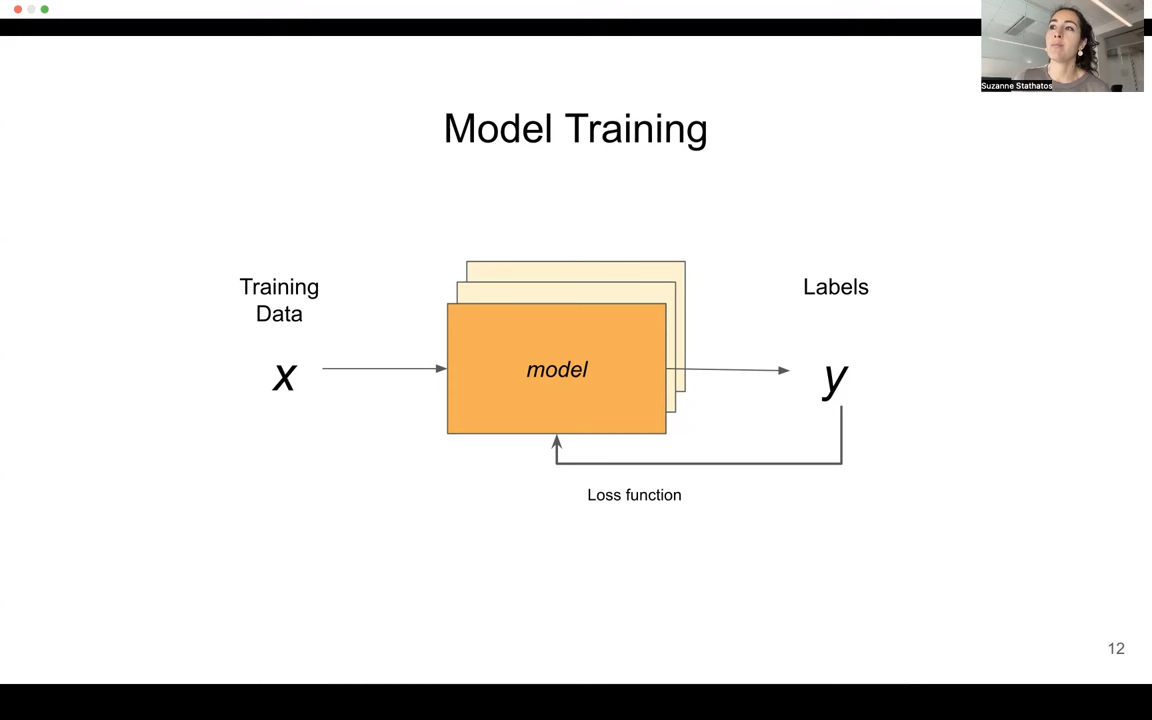 Suzanne Stathatos
Model Training
Training
Data
Labels
x
model
y
Loss function
12